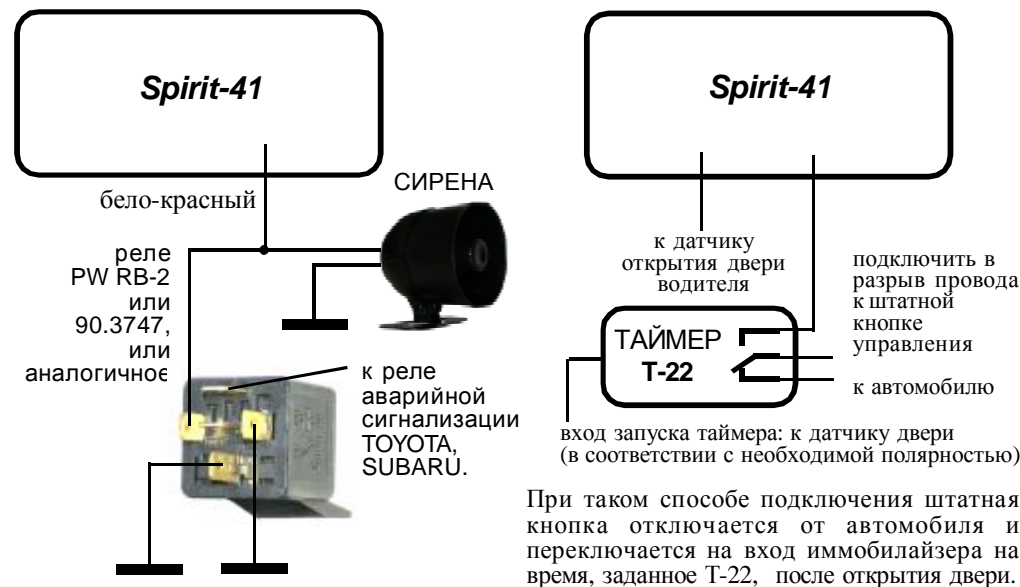 Spirit-41
бело-красный
СИРЕНА
реле
PW RB-2
или
90.3747,
или
аналогичное
к реле
аварийной
сигнализации
TOYOTA,
SUBARU.
Spirit-41
к датчику
открытия двери
водителя
подключить в
разрыв провода
к штатной
кнопке
управления
ТАЙМЕР
Т-22
к автомобилю
вход запуска таймера: к датчику двери
(в соответствии с необходимой полярностью)
При таком способе подключения штатная
кнопка отключается от автомобиля и
переключается на вход иммобилайзера на
время, заданное Т-22, после открытия двери.